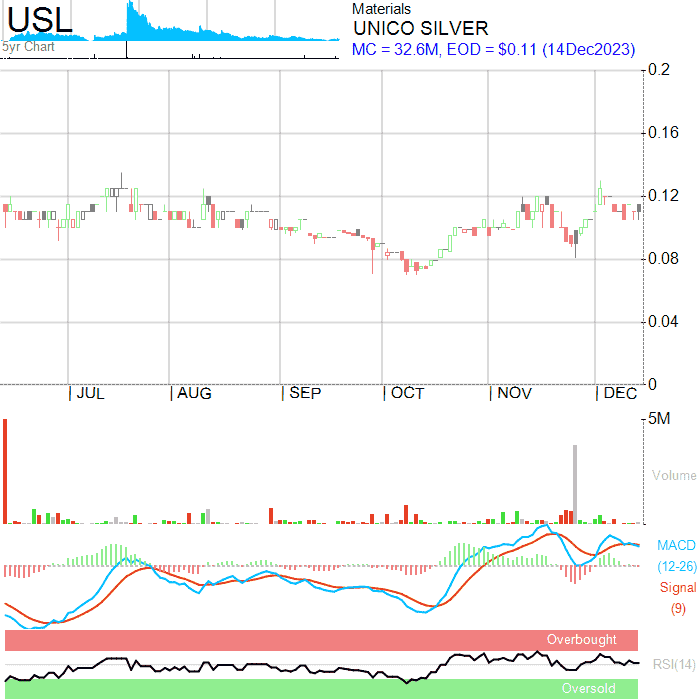 USL
5yr Chart
Materials
UNICO SILVER
MC = 32.6M, EOD = $0.11 (14Dec2023)
0.2
0.16
0.12
0.08
0.04
0
JUL AUG SEP OCT NOV DEC
5M
Volume
MACD
(12-26)
Signal
(9)
Overbought
RSI(14)
Oversold